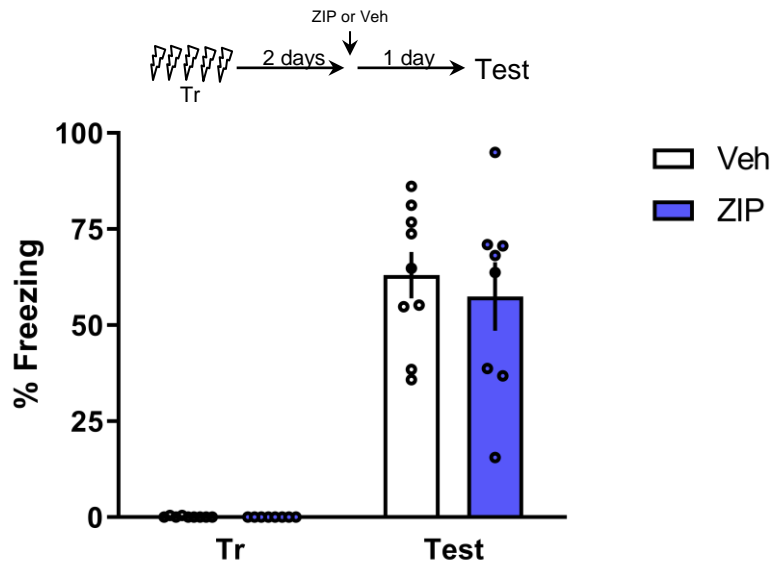 ZIP or Veh
2 days
1 day
Test
Tr
100
75
50
25
0
% Freezing
Tr
Test
Veh
ZIP